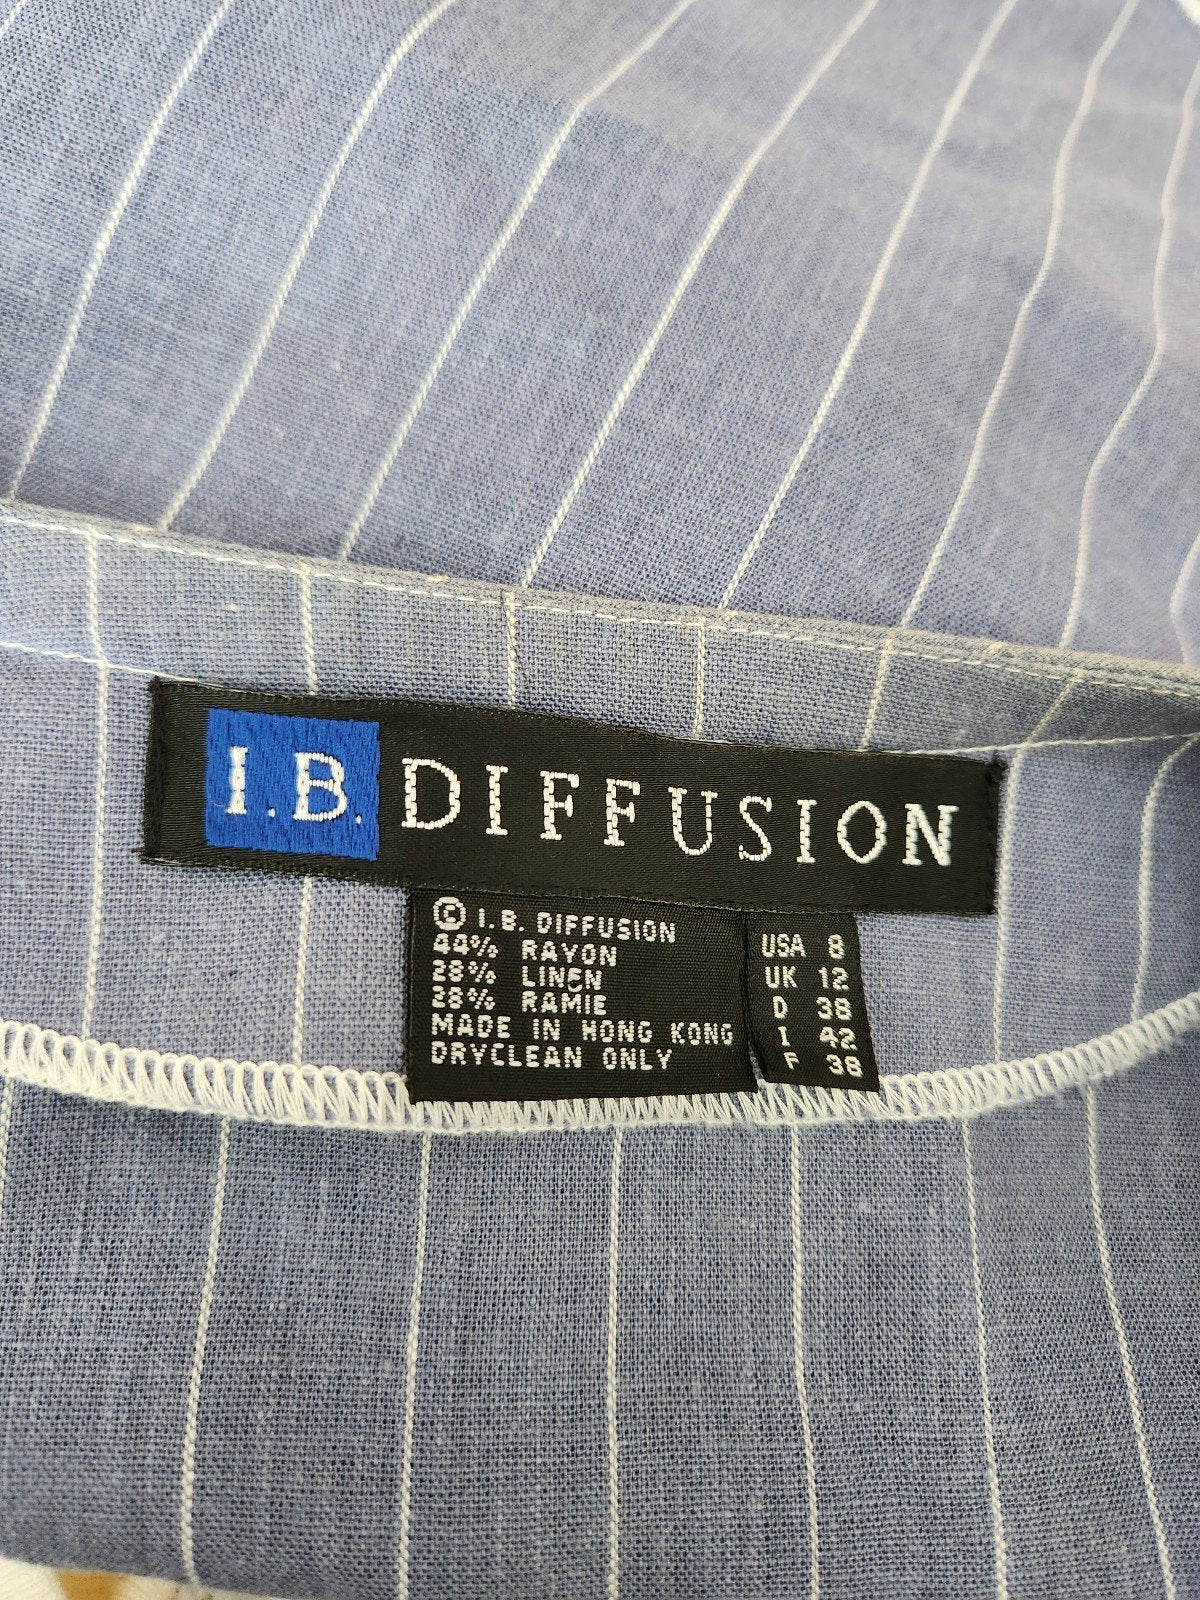 I.B. DIFFUSION
© I.B. DIFFUSION
44% RAYON
28% LINEN
28% RAMIE
MADE IN HONG KONG
DRYCLEAN ONLY
USA 8
UK 12
D 38
I 42
F 38